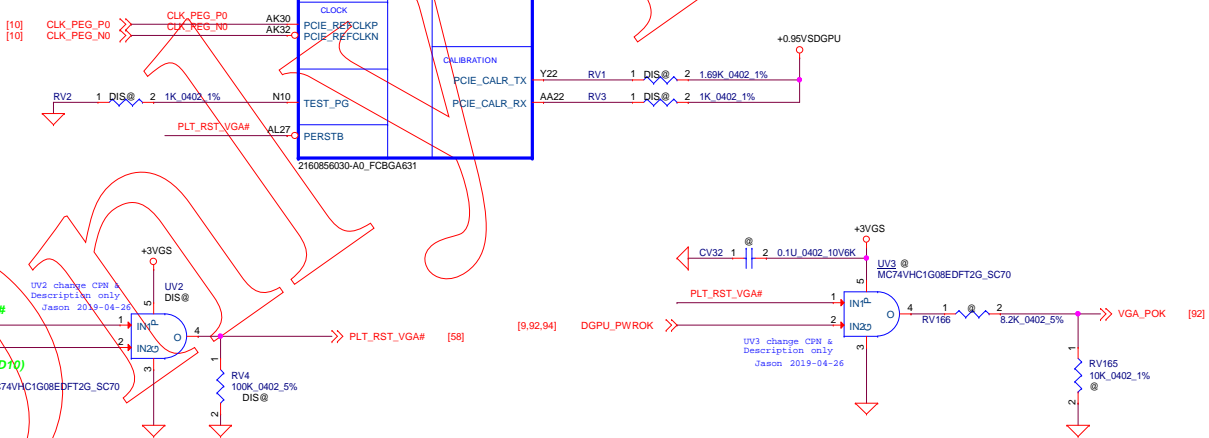 CLOCK
[10] CLK_PEG_P0 CLK_PEG_P0 AK30 PCIE_REFCLKP
[10] CLK_PEG_N0 CLK_PEG_N0 AK32 PCIE_REFCLKN
+0.95VSDGPU
CALIBRATION
PCIE_CALR_TX Y22 RV1 1 DIS@ 2 1.69K_0402_1%
RV2 1 DIS@ 2 1K_0402_1% N10 TEST_PG PCIE_CALR_RX AA22 RV3 1 DIS@ 2 1K_0402_1%
PLT_RST_VGA# AL27 PERSTB
2160856030-A0_FCBGA631
+3VGS
UV2 change CPN &
Description only
Jason 2019-04-26
UV2
DIS@
5
1 IN1 P
2 IN2 G
O 4
3
PLT_RST_VGA# [58]
#
D10)
C74VHC1G08EDFT2G_SC70
1
RV4
100K_0402_5%
DIS@
2
+3VGS
@
CV32 1 2 0.1U_0402_10V6K
UV3 @
MC74VHC1G08EDFT2G_SC70
5
PLT_RST_VGA# 1 IN1 P
[9,92,94] DGPU_PWROK 2 IN2 G
O 4
3
RV166 1 @ 2 8.2K_0402_5%
VGA_POK [92]
UV3 change CPN &
Description only
Jason 2019-04-26
1
RV165
10K_0402_1%
@
2